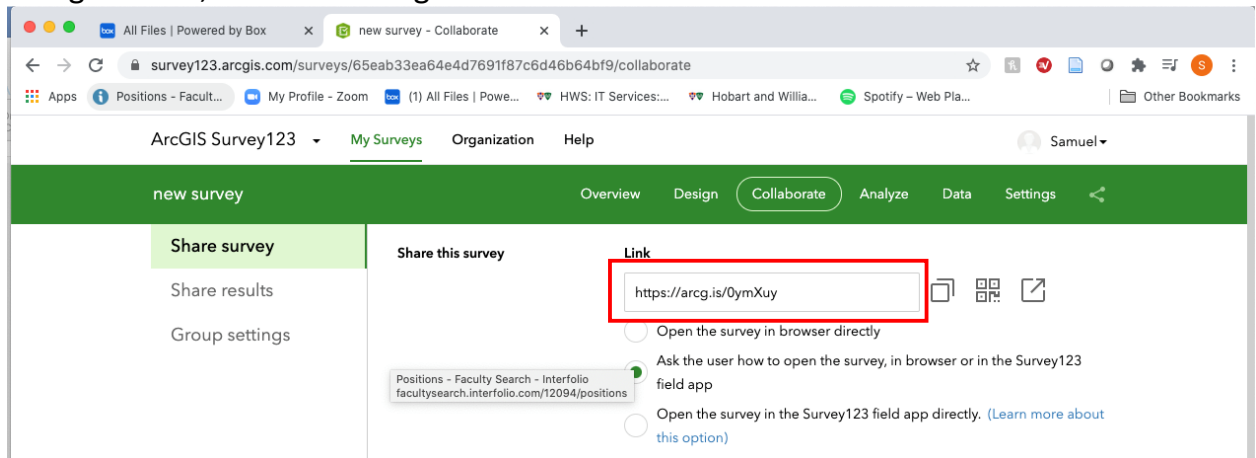 All Files | Powered by Box
new survey - Collaborate
survey123.arcgis.com/surveys/65eab33ea64e4d7691f87c6d46b64bf9/collaborate
S
Apps
Positions - Facult...
My Profile - Zoom
box
(1) All Files | Powe...
HWS: IT Services:...
Hobart and Willia...
Spotify – Web Pla...
Other Bookmarks
ArcGIS Survey123
My Surveys
Organization
Help
Samuel
new survey
Overview
Design
Collaborate
Analyze
Data
Settings
Share survey
Share results
Group settings
Share this survey
Link
https://arcg.is/0ymXuy
Open the survey in browser directly
Ask the user how to open the survey, in browser or in the Survey123
field app
Positions - Faculty Search - Interfolio
facultysearch.interfolio.com/12094/positions
Open the survey in the Survey123 field app directly. (Learn more about
this option)